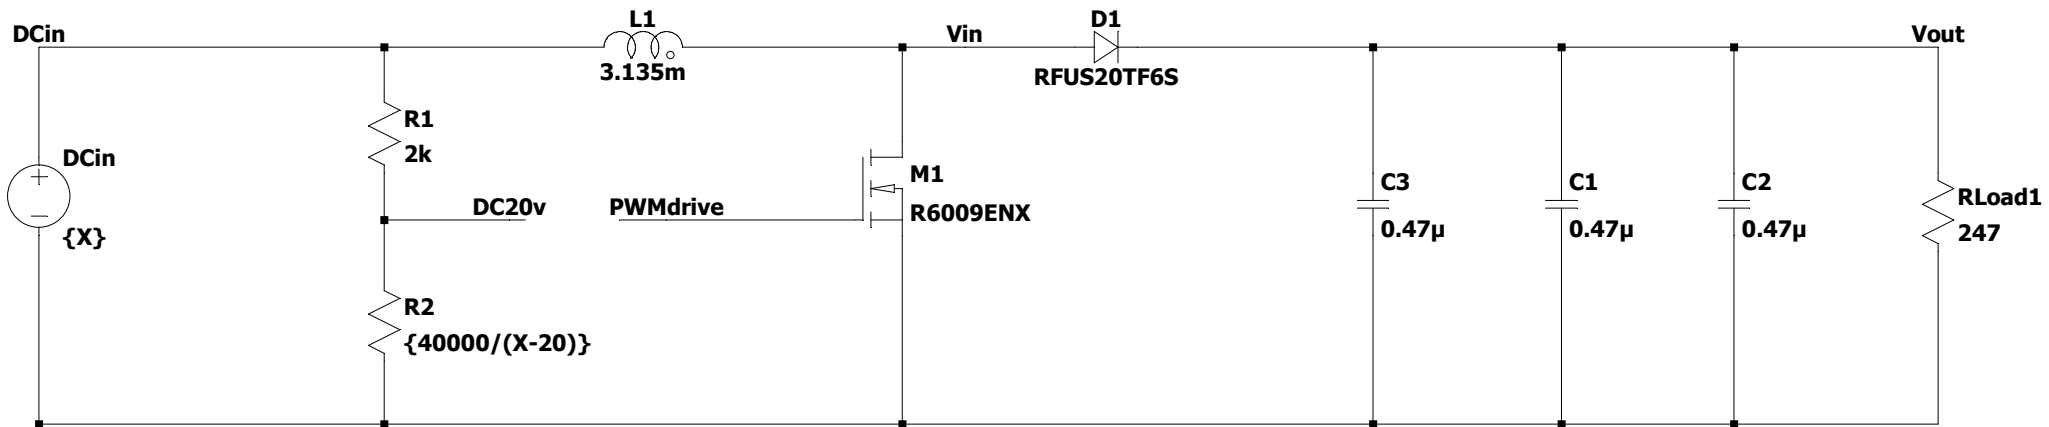 DCin
L1
3.135m
Vin
D1
RFUS20TF6S
Vout
DCin
{X}
R1
2k
DC20v
PWMdrive
M1
R6009ENX
C3
0.47µ
C1
0.47µ
C2
0.47µ
RLoad1
247
R2
{40000/(X-20)}